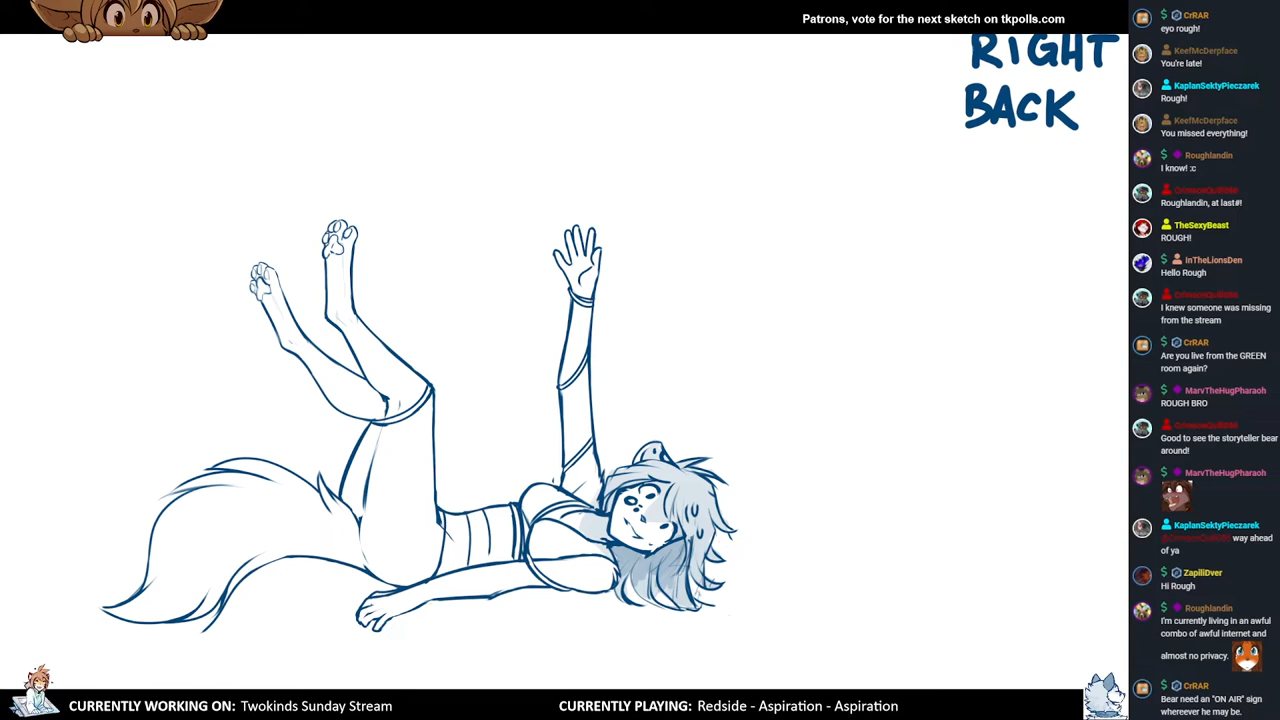 Patrons, vote for the next sketch on tkpolls.com
RIGHT
BACK
CrRAR
eyo rough!
KeefMcDerpface
You're late!
KaplanSektyPieczarek
Rough!
KeefMcDerpface
You missed everything!
Roughlandin
I know! :c
Roughlandin, at last#!
TheSexyBeast
ROUGH!
InTheLionsDen
Hello Rough
I knew someone was missing
from the stream
CrRAR
Are you live from the GREEN
room again?
MarvTheHugPharaoh
ROUGH BRO
Good to see the storyteller bear
around!
MarvTheHugPharaoh
KaplanSektyPieczarek
way ahead
of ya
ZapiliDver
Hi Rough
Roughlandin
I'm currently living in an awful
combo of awful internet and
almost no privacy.
CrRAR
Bear need an "ON AIR" sign
whereever he may be.
CURRENTLY WORKING ON: Twokinds Sunday Stream
CURRENTLY PLAYING: Redside - Aspiration - Aspiration